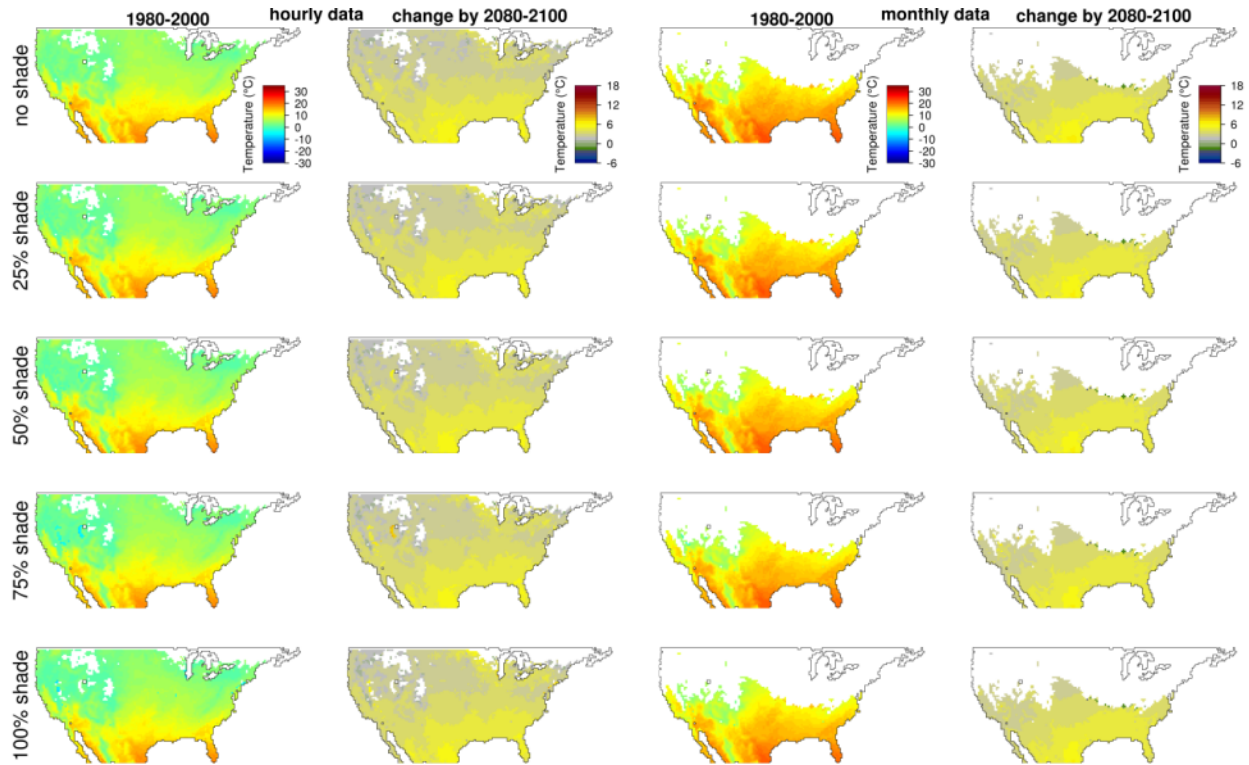 hourly data
monthly data
1980-2000
change by 2080-2100
1980-2000
change by 2080-2100
no shade
Temperature (°C)
30
20
10
0
-10
-20
-30
Temperature (°C)
18
12
6
0
-6
Temperature (°C)
30
20
10
0
-10
-20
-30
Temperature (°C)
18
12
6
0
-6
25% shade
50% shade
75% shade
100% shade